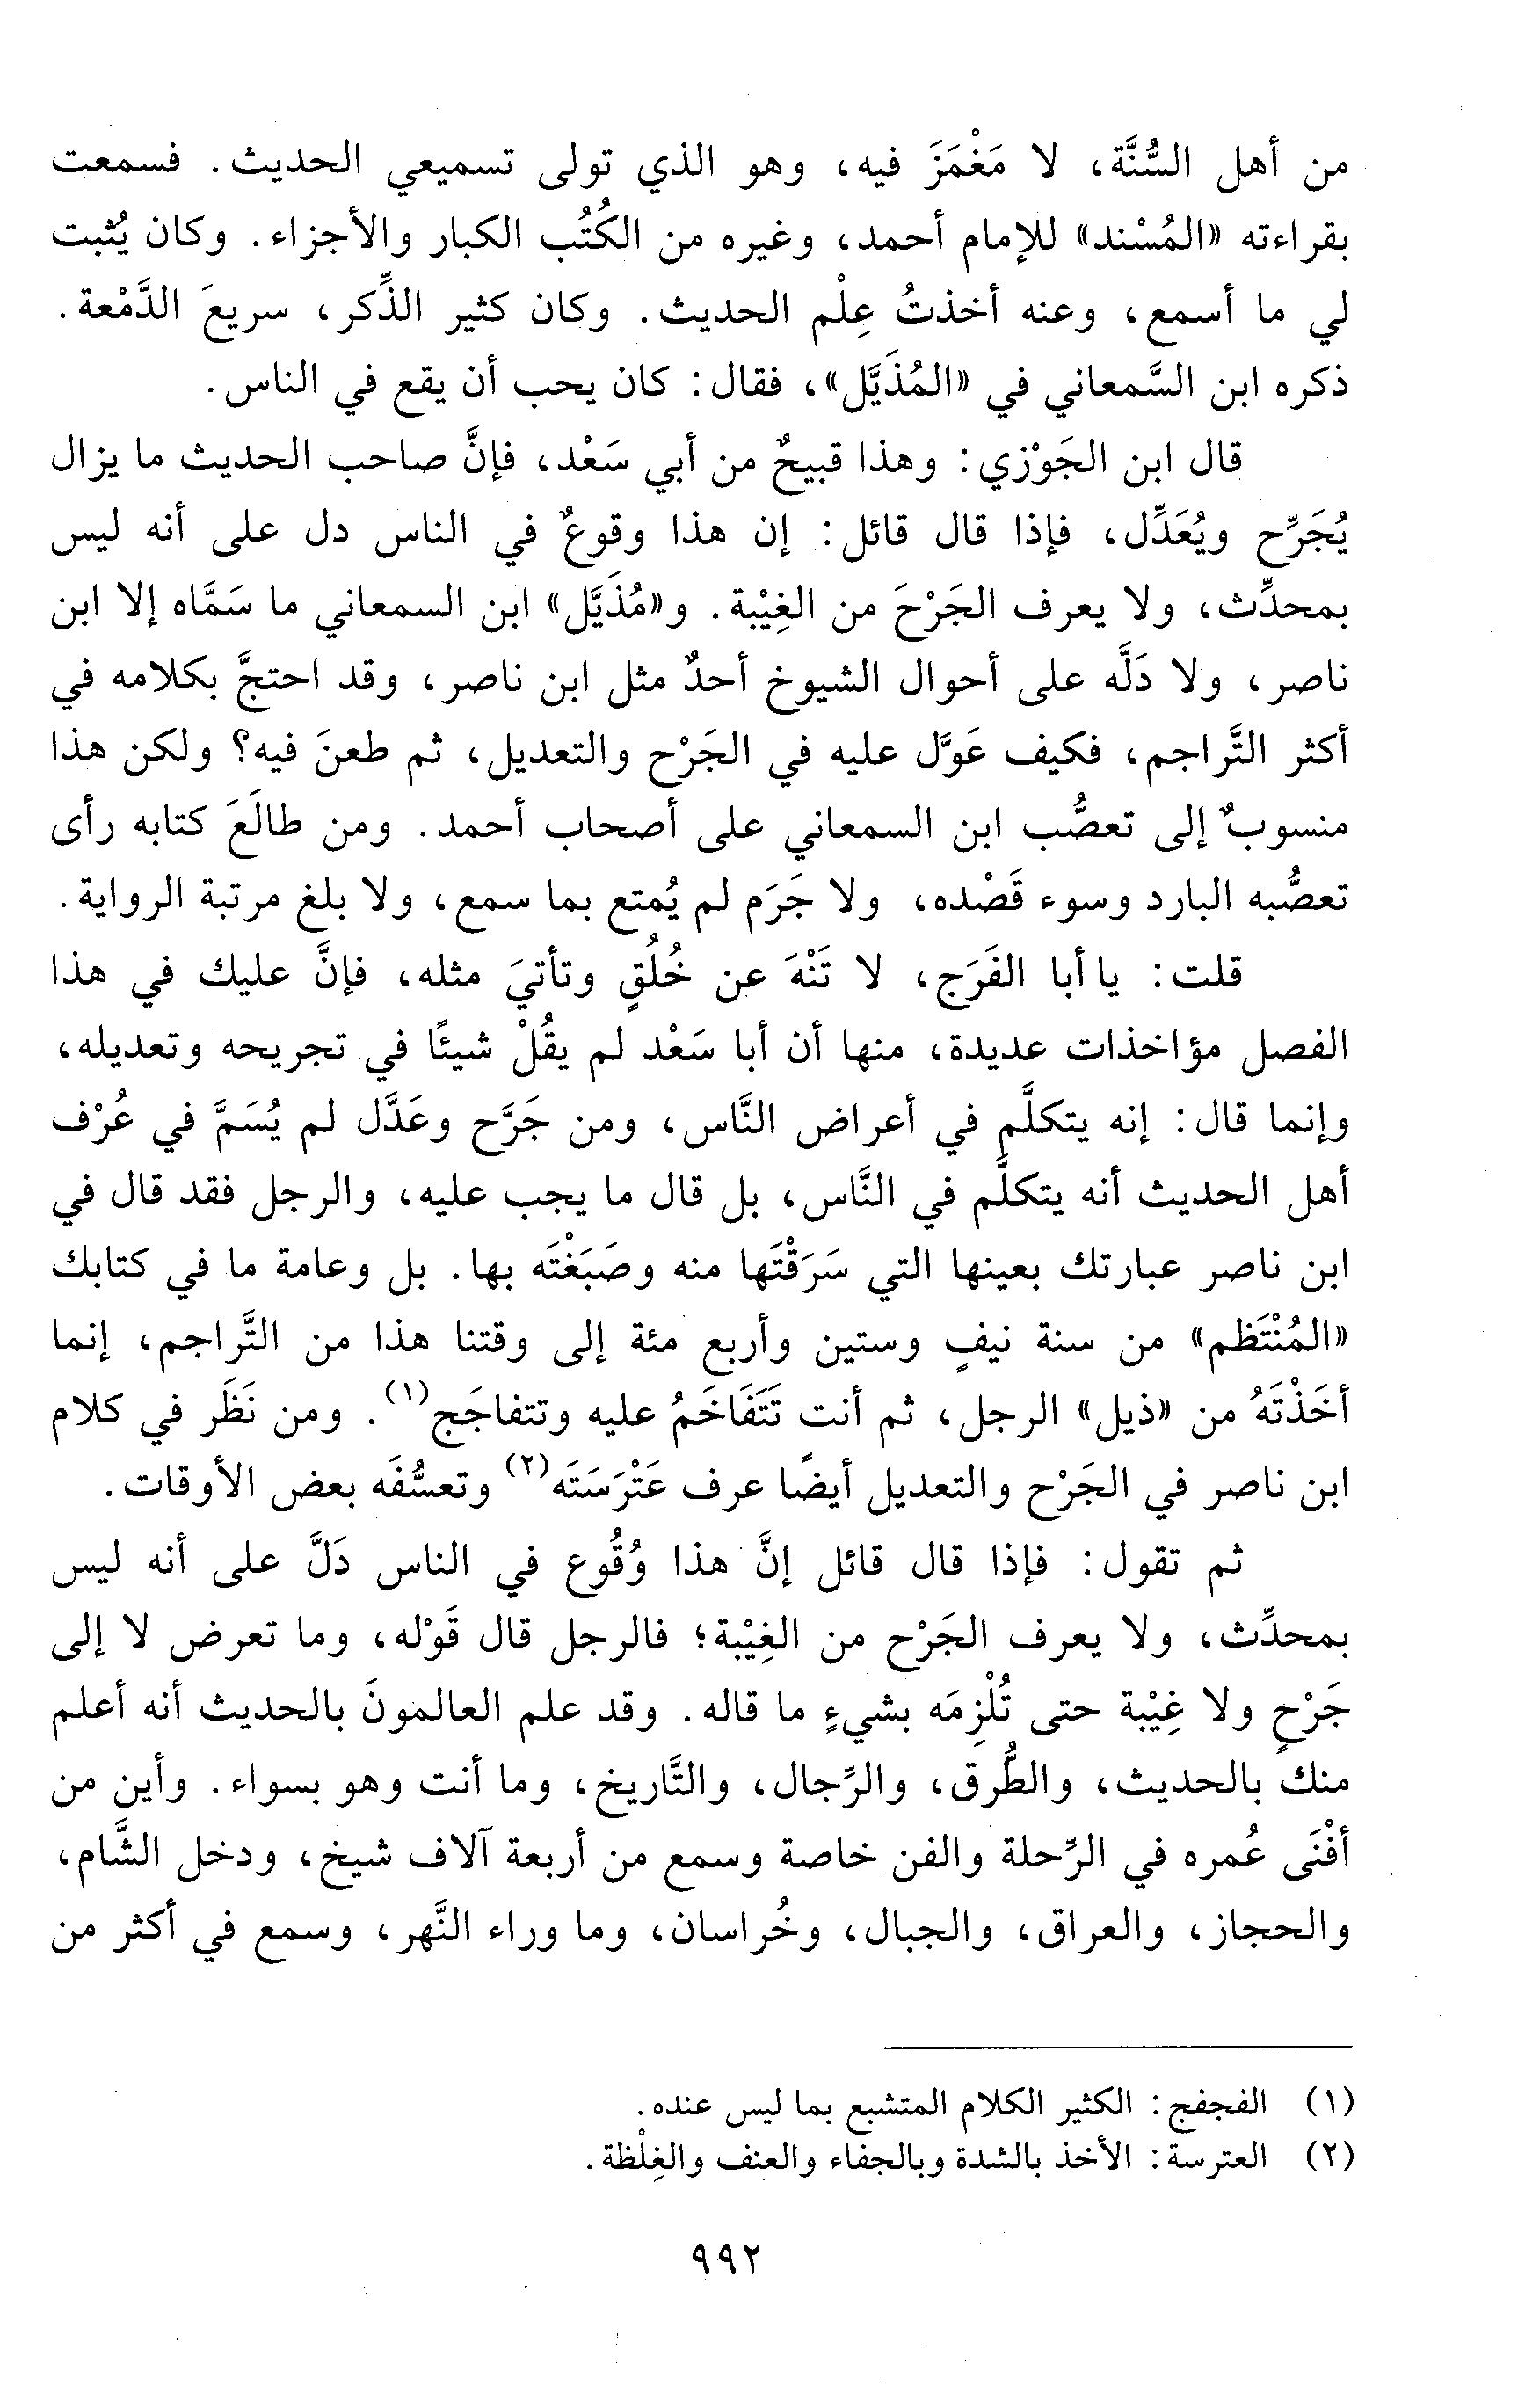 من أهل السُّنَّة، لا مَغْمَزَ فيه، وهو الذي تولى تسميعي الحديث. فسمعت
بقراءته «المُسْند» للإمام أحمد، وغيره من الكُتُب الكبار والأجزاء. وكان يُثبت
لي ما أسمع، وعنه أخذتُ عِلْم الحديث. وكان كثير الذِّكر، سريعَ الدَّمْعة.
ذكره ابن السَّمعاني في «المُذَيَّل»، فقال: كان يحب أن يقع في الناس.
قال ابن الجَوْزي: وهذا قبيحٌ من أبي سَعْد، فإنَّ صاحب الحديث ما يزال
يُجَرِّح ويُعَدِّل، فإذا قال قائل: إن هذا وقوعٌ في الناس دل على أنه ليس
بمحدِّث، ولا يعرف الجَرْحَ من الغِيْبة. و«مُذَيَّل» ابن السمعاني ما سَمَّاه إلا ابن
ناصر، ولا دَلَّه على أحوال الشيوخ أحدٌ مثل ابن ناصر، وقد احتجَّ بكلامه في
أكثر التَّراجم، فكيف عَوَّل عليه في الجَرْح والتعديل، ثم طعنَ فيه؟ ولكن هذا
منسوبٌ إلى تعصُّب ابن السمعاني على أصحاب أحمد. ومن طالَعَ كتابه رأى
تعصُّبه البارد وسوء قَصْده، ولا جَرَم لم يُمتع بما سمع، ولا بلغ مرتبة الرواية.
قلت: يا أبا الفَرَج، لا تَنْهَ عن خُلُقٍ وتأتيَ مثله، فإنَّ عليك في هذا
الفصل مؤاخذات عديدة، منها أن أبا سَعْد لم يقُلْ شيئًا في تجريحه وتعديله،
وإنما قال: إنه يتكلَّم في أعراض النَّاس، ومن جَرَّح وعَدَّل لم يُسَمَّ في عُرْف
أهل الحديث أنه يتكلَّم في النَّاس، بل قال ما يجب عليه، والرجل فقد قال في
ابن ناصر عبارتك بعينها التي سَرَقْتَها منه وصَبَغْتَه بها. بل وعامة ما في كتابك
«المُنْتَظم» من سنة نيفٍ وستين وأربع مئة إلى وقتنا هذا من التَّراجم، إنما
أخَذْتَهُ من «ذيل» الرجل، ثم أنت تَتَفَاخَمُ عليه وتتفاجَج(١). ومن نَظَر في كلام
ابن ناصر في الجَرْح والتعديل أيضًا عرف عَتْرَسَتَه(٢) وتعسُّفَه بعض الأوقات.
ثم تقول: فإذا قال قائل إنَّ هذا وُقُوع في الناس دَلَّ على أنه ليس
بمحدِّث، ولا يعرف الجَرْح من الغِيْبة؛ فالرجل قال قَوْله، وما تعرض لا إلى
جَرْحٍ ولا غِيْبة حتى تُلْزِمَه بشيءٍ ما قاله. وقد علم العالمونَ بالحديث أنه أعلم
منك بالحديث، والطُّرق، والرِّجال، والتَّاريخ، وما أنت وهو بسواء. وأين من
أفْنَى عُمره في الرِّحلة والفن خاصة وسمع من أربعة آلاف شيخ، ودخل الشَّام،
والحجاز، والعراق، والجبال، وخُراسان، وما وراء النَّهر، وسمع في أكثر من
(١) الفجفج: الكثير الكلام المتشبع بما ليس عنده.
(٢) العترسة: الأخذ بالشدة وبالجفاء والعنف والغِلْظة.
٩٩٢